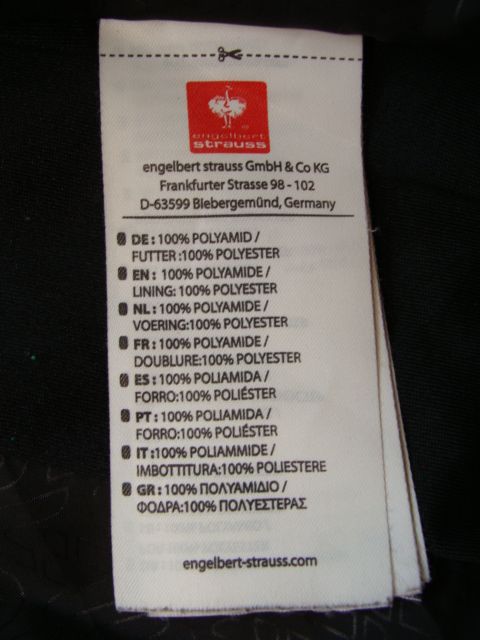 engelbert
strauss
engelbert strauss GmbH & Co KG
Frankfurter Strasse 98 - 102
D-63599 Biebergemünd, Germany
DE : 100% POLYAMID /
FUTTER :100% POLYESTER
EN : 100% POLYAMIDE /
LINING: 100% POLYESTER
NL : 100% POLYAMIDE /
VOERING:100% POLYESTER
FR : 100% POLYAMIDE /
DOUBLURE:100% POLYESTER
ES : 100% POLIAMIDA /
FORRO:100% POLIÉSTER
PT : 100% POLIAMIDA /
FORRO:100% POLIÉSTER
IT : 100% POLIAMMIDE /
IMBOTTITURA:100% POLIESTERE
GR : 100% ΠΟΛΥΑΜΙΔΙΟ /
ΦΟΔΡΑ:100% ΠΟΛΥΕΣΤΕΡΑΣ
engelbert-strauss.com